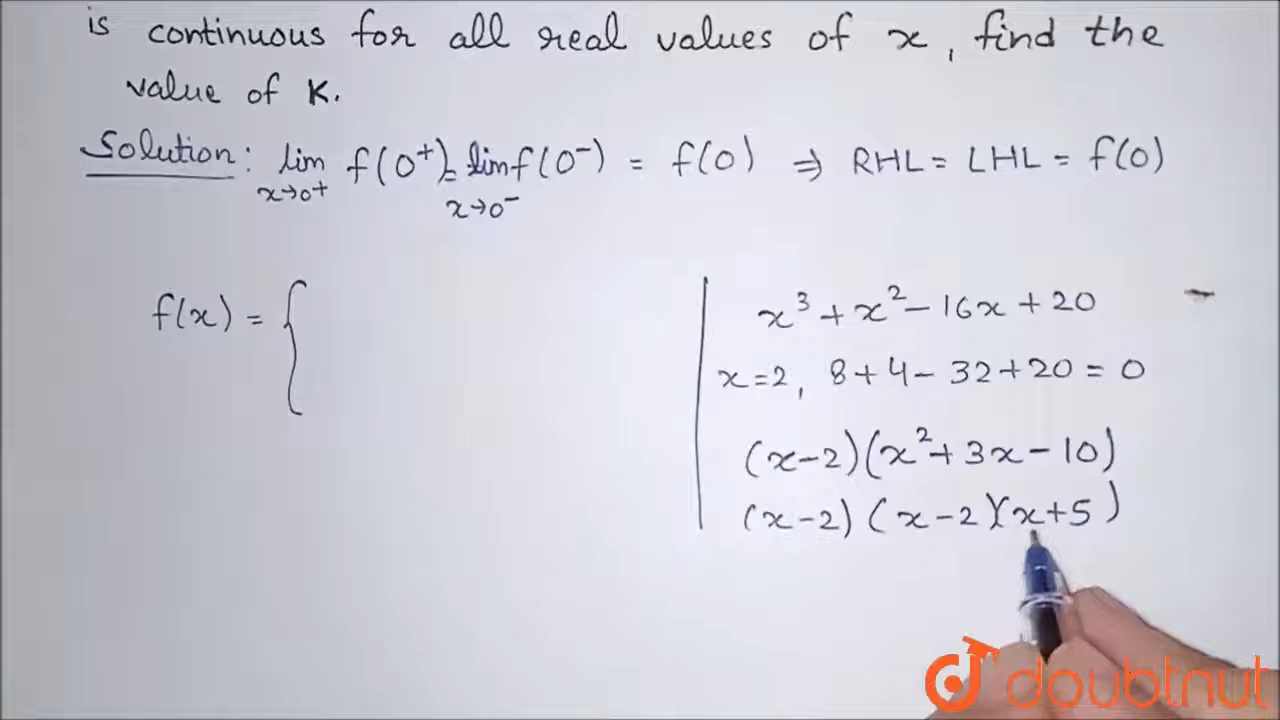 is continuous for all real values of x, find the
value of K.
Solution: lim x→0+ f(0+) = lim x→0- f(0-) = f(0) ⇒ RHL = LHL = f(0)
f(x) = {
x³ + x² - 16x + 20
x=2, 8+4-32+20 = 0
(x-2)(x²+3x-10)
(x-2)(x-2)(x+5)
doubtnut